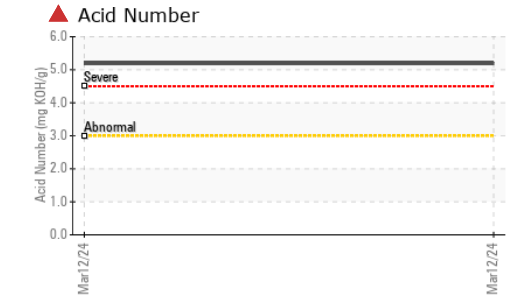 Acid Number
Acid Number (mg KOH/g)
6.0
5.0
4.0
3.0
2.0
1.0
0.0
Severe
Abnormal
Mar12/24
Mar12/24